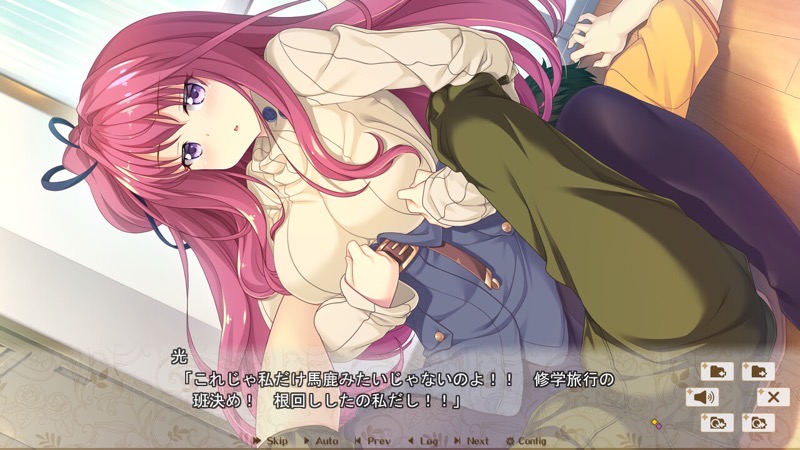 光
「これじゃ私だけ馬鹿みたいじゃないのよ！！　修学旅行の
班決め！　根回ししたの私だし！！」
Skip Auto Prev Log Next Config